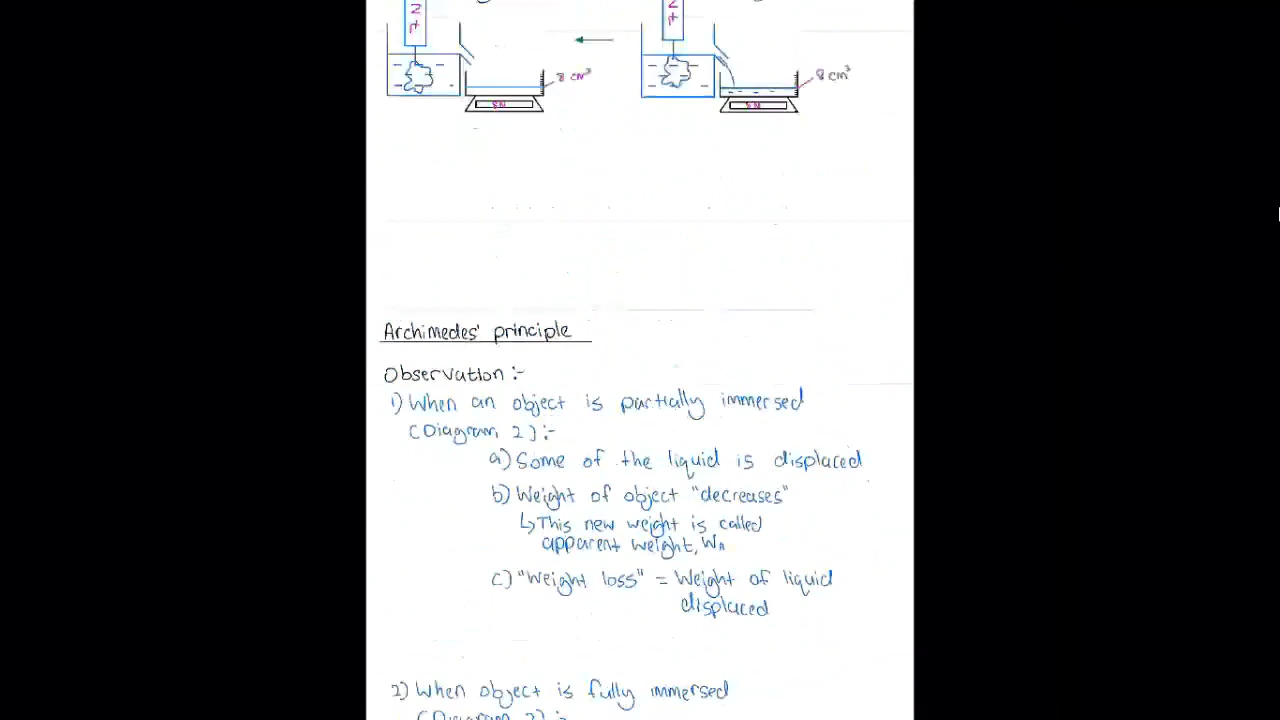 8 cm³
8 cm³
Archimedes' principle
Observation :-
1) When an object is partially immersed
(Diagram 2) :-
a) Some of the liquid is displaced
b) Weight of object "decreases"
↳ This new weight is called
apparent weight, WA
c) "Weight loss" = Weight of liquid
displaced
2) When object is fully immersed